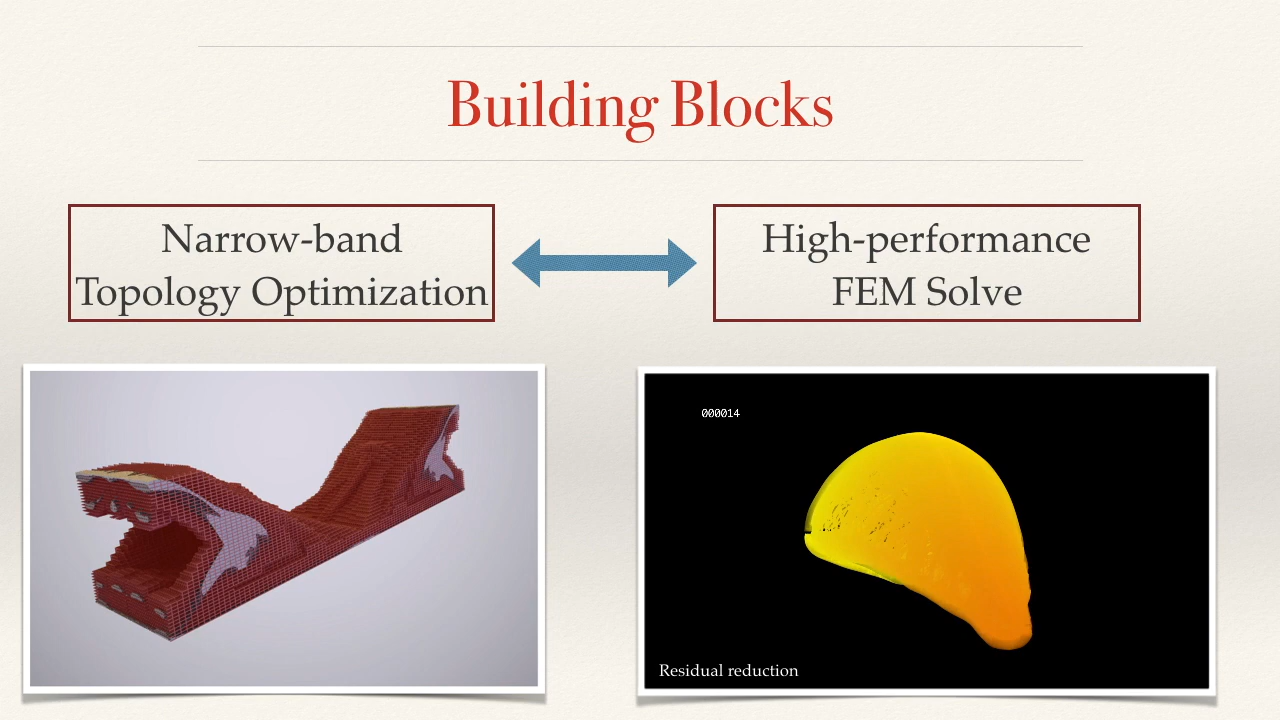 Building Blocks
Narrow-band
Topology Optimization
High-performance
FEM Solve
000014
Residual reduction